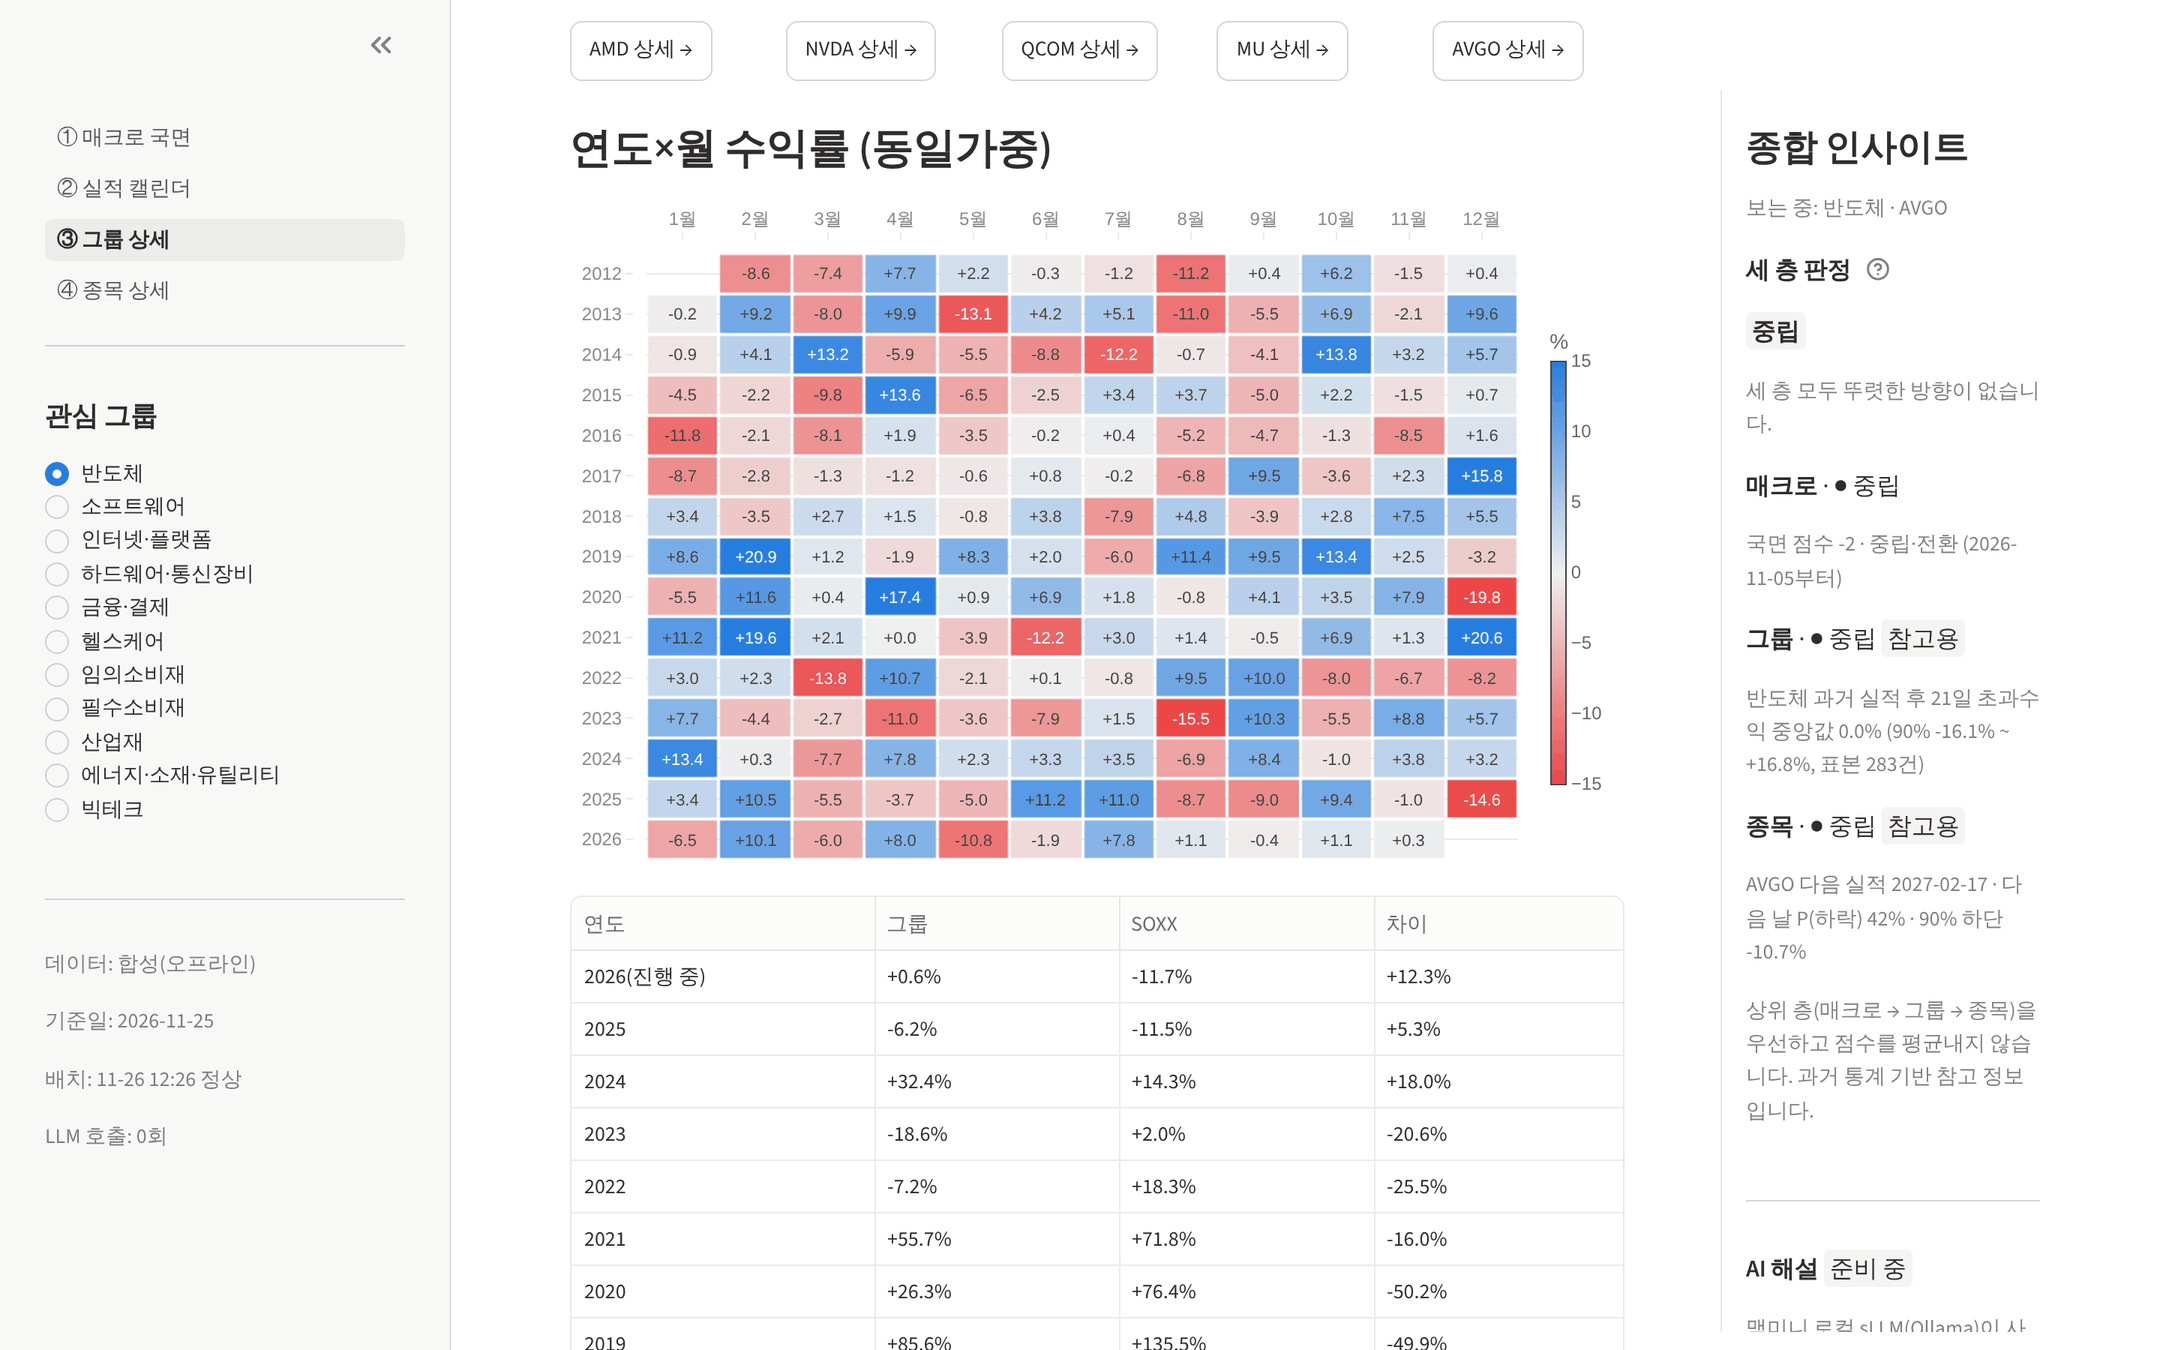 ① 매크로 국면
② 실적 캘린더
③ 그룹 상세
④ 종목 상세
관심 그룹
반도체
소프트웨어
인터넷·플랫폼
하드웨어·통신장비
금융·결제
헬스케어
임의소비재
필수소비재
산업재
에너지·소재·유틸리티
빅테크
데이터: 합성(오프라인)
기준일: 2026-11-25
배치: 11-26 12:26 정상
LLM 호출: 0회
AMD 상세 → NVDA 상세 → QCOM 상세 → MU 상세 → AVGO 상세 →
연도×월 수익률 (동일가중)
1월 2월 3월 4월 5월 6월 7월 8월 9월 10월 11월 12월
2012 -8.6 -7.4 +7.7 +2.2 -0.3 -1.2 -11.2 +0.4 +6.2 -1.5 +0.4
2013 -0.2 +9.2 -8.0 +9.9 -13.1 +4.2 +5.1 -11.0 -5.5 +6.9 -2.1 +9.6
2014 -0.9 +4.1 +13.2 -5.9 -5.5 -8.8 -12.2 -0.7 -4.1 +13.8 +3.2 +5.7
2015 -4.5 -2.2 -9.8 +13.6 -6.5 -2.5 +3.4 +3.7 -5.0 +2.2 -1.5 +0.7
2016 -11.8 -2.1 -8.1 +1.9 -3.5 -0.2 +0.4 -5.2 -4.7 -1.3 -8.5 +1.6
2017 -8.7 -2.8 -1.3 -1.2 -0.6 +0.8 -0.2 -6.8 +9.5 -3.6 +2.3 +15.8
2018 +3.4 -3.5 +2.7 +1.5 -0.8 +3.8 -7.9 +4.8 -3.9 +2.8 +7.5 +5.5
2019 +8.6 +20.9 +1.2 -1.9 +8.3 +2.0 -6.0 +11.4 +9.5 +13.4 +2.5 -3.2
2020 -5.5 +11.6 +0.4 +17.4 +0.9 +6.9 +1.8 -0.8 +4.1 +3.5 +7.9 -19.8
2021 +11.2 +19.6 +2.1 +0.0 -3.9 -12.2 +3.0 +1.4 -0.5 +6.9 +1.3 +20.6
2022 +3.0 +2.3 -13.8 +10.7 -2.1 +0.1 -0.8 +9.5 +10.0 -8.0 -6.7 -8.2
2023 +7.7 -4.4 -2.7 -11.0 -3.6 -7.9 +1.5 -15.5 +10.3 -5.5 +8.8 +5.7
2024 +13.4 +0.3 -7.7 +7.8 +2.3 +3.3 +3.5 -6.9 +8.4 -1.0 +3.8 +3.2
2025 +3.4 +10.5 -5.5 -3.7 -5.0 +11.2 +11.0 -8.7 -9.0 +9.4 -1.0 -14.6
2026 -6.5 +10.1 -6.0 +8.0 -10.8 -1.9 +7.8 +1.1 -0.4 +1.1 +0.3
%
15
10
5
0
−5
−10
−15
연도 그룹 SOXX 차이
2026(진행 중) +0.6% -11.7% +12.3%
2025 -6.2% -11.5% +5.3%
2024 +32.4% +14.3% +18.0%
2023 -18.6% +2.0% -20.6%
2022 -7.2% +18.3% -25.5%
2021 +55.7% +71.8% -16.0%
2020 +26.3% +76.4% -50.2%
2019 +85.6% +135.5% -49.9%
종합 인사이트
보는 중: 반도체 · AVGO
세 층 판정 ?
중립
세 층 모두 뚜렷한 방향이 없습니
다.
매크로 · ● 중립
국면 점수 -2 · 중립·전환 (2026-
11-05부터)
그룹 · ● 중립 참고용
반도체 과거 실적 후 21일 초과수
익 중앙값 0.0% (90% -16.1% ~
+16.8%, 표본 283건)
종목 · ● 중립 참고용
AVGO 다음 실적 2027-02-17 · 다
음 날 P(하락) 42% · 90% 하단
-10.7%
상위 층(매크로 → 그룹 → 종목)을
우선하고 점수를 평균내지 않습
니다. 과거 통계 기반 참고 정보
입니다.
AI 해설 준비 중
맥미니 로컬 sLLM(Ollama)이 사